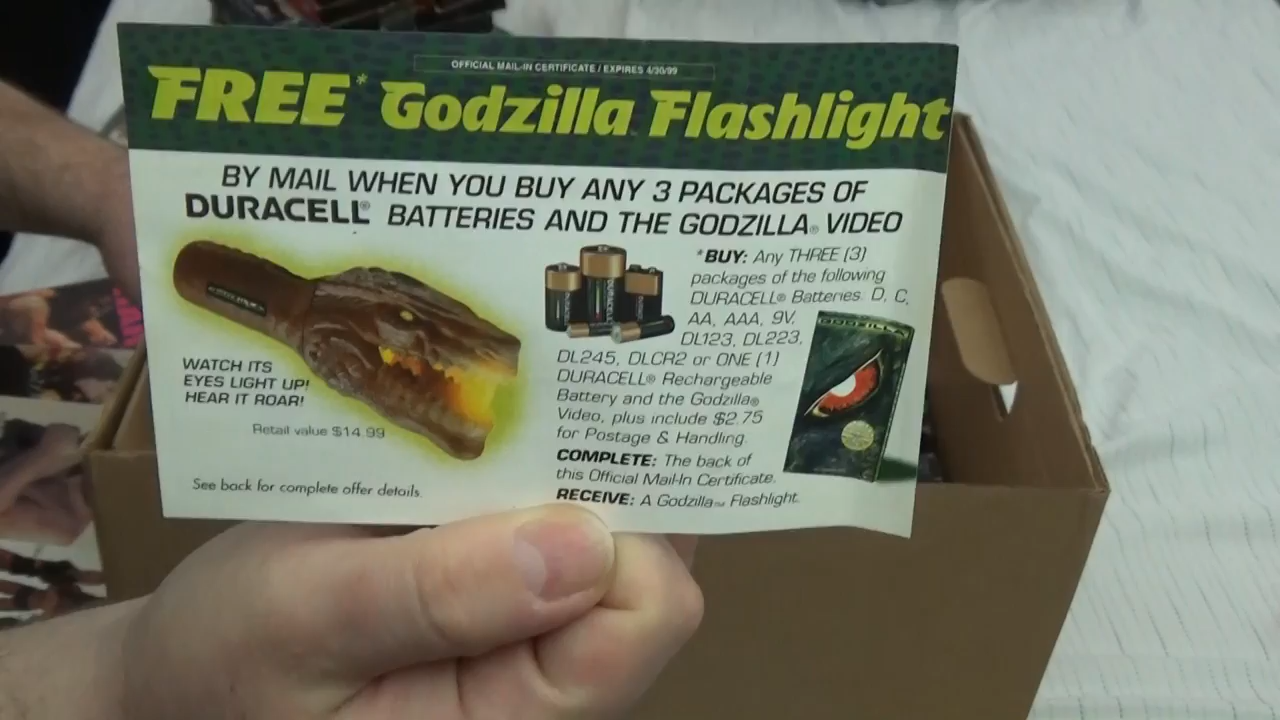 OFFICIAL MAIL-IN CERTIFICATE / EXPIRES 4/30/99
FREE* Godzilla Flashlight
BY MAIL WHEN YOU BUY ANY 3 PACKAGES OF
DURACELL® BATTERIES AND THE GODZILLA® VIDEO
WATCH ITS
EYES LIGHT UP!
HEAR IT ROAR!
Retail value $14.99
See back for complete offer details.
*BUY: Any THREE (3)
packages of the following
DURACELL® Batteries D, C,
AA, AAA, 9V,
DL123, DL223,
DL245, DLCR2 or ONE (1)
DURACELL® Rechargeable
Battery and the Godzilla®
Video, plus include $2.75
for Postage & Handling.
COMPLETE: The back of
this Official Mail-In Certificate.
RECEIVE: A Godzilla™ Flashlight.
DURACELL
GODZILLA